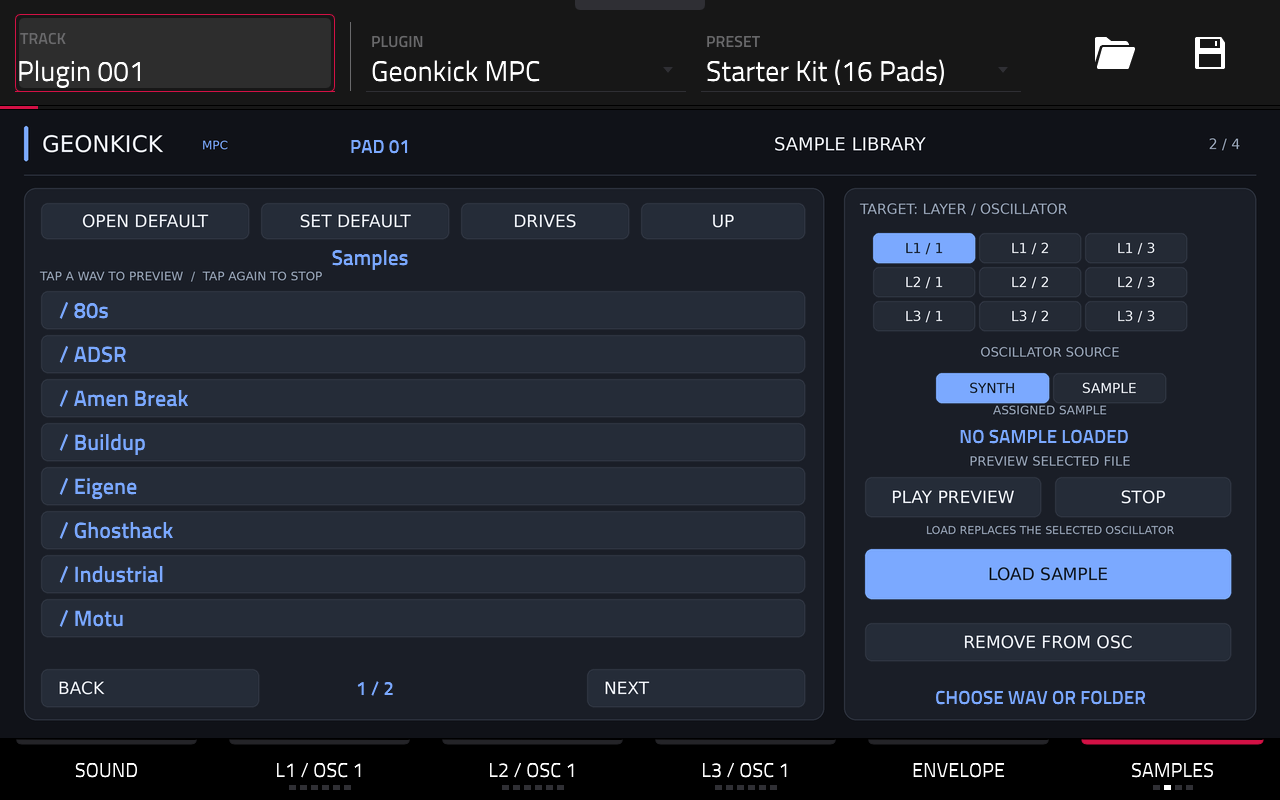 TRACK
Plugin 001
PLUGIN
Geonkick MPC
PRESET
Starter Kit (16 Pads)
GEONKICK MPC PAD 01 SAMPLE LIBRARY 2 / 4
OPEN DEFAULT SET DEFAULT DRIVES UP
Samples
TAP A WAV TO PREVIEW / TAP AGAIN TO STOP
/ 80s
/ ADSR
/ Amen Break
/ Buildup
/ Eigene
/ Ghosthack
/ Industrial
/ Motu
BACK 1 / 2 NEXT
TARGET: LAYER / OSCILLATOR
L1 / 1 L1 / 2 L1 / 3
L2 / 1 L2 / 2 L2 / 3
L3 / 1 L3 / 2 L3 / 3
OSCILLATOR SOURCE
SYNTH SAMPLE
ASSIGNED SAMPLE
NO SAMPLE LOADED
PREVIEW SELECTED FILE
PLAY PREVIEW STOP
LOAD REPLACES THE SELECTED OSCILLATOR
LOAD SAMPLE
REMOVE FROM OSC
CHOOSE WAV OR FOLDER
SOUND L1 / OSC 1 L2 / OSC 1 L3 / OSC 1 ENVELOPE SAMPLES